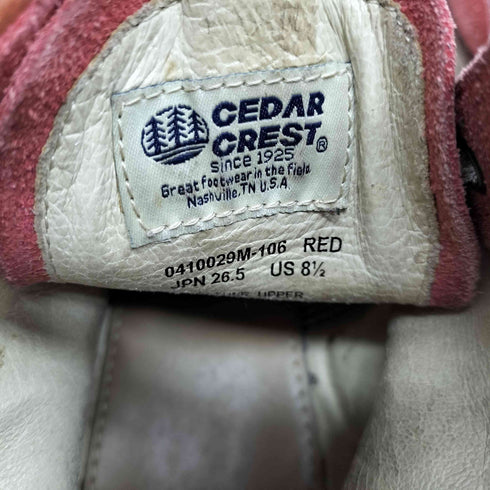 CEDAR
CREST®
Since 1925
Great footwear in the field
Nashville, TN U.S.A.
0410029M-106 RED
JPN 26.5 US 8½
UPPER